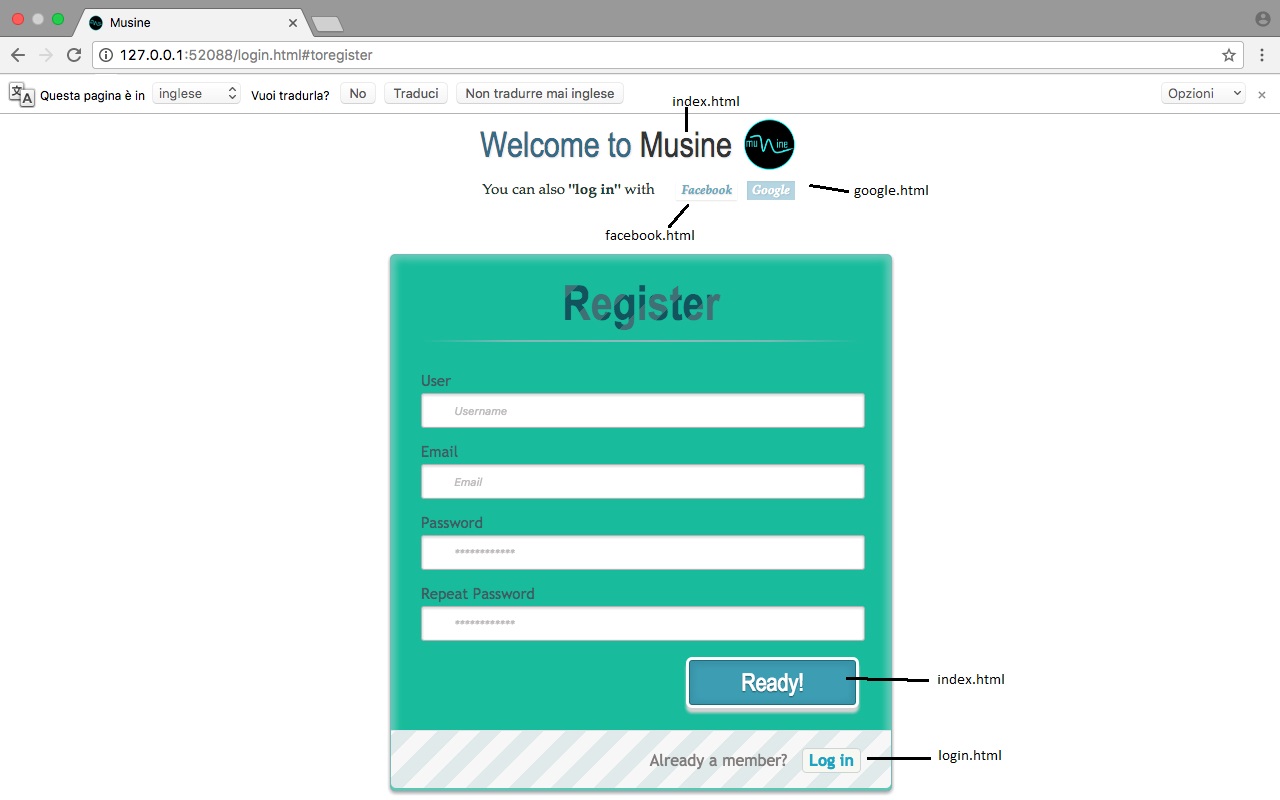 Musine
127.0.0.1:52088/login.html#toregister
Questa pagina è in inglese Vuoi tradurla? No Traduci Non tradurre mai inglese Opzioni
index.html
Welcome to Musine muNine
You can also "log in" with Facebook Google
google.html
facebook.html
Register
User
Username
Email
Email
Password
************
Repeat Password
************
Ready!
index.html
Already a member? Log in
login.html